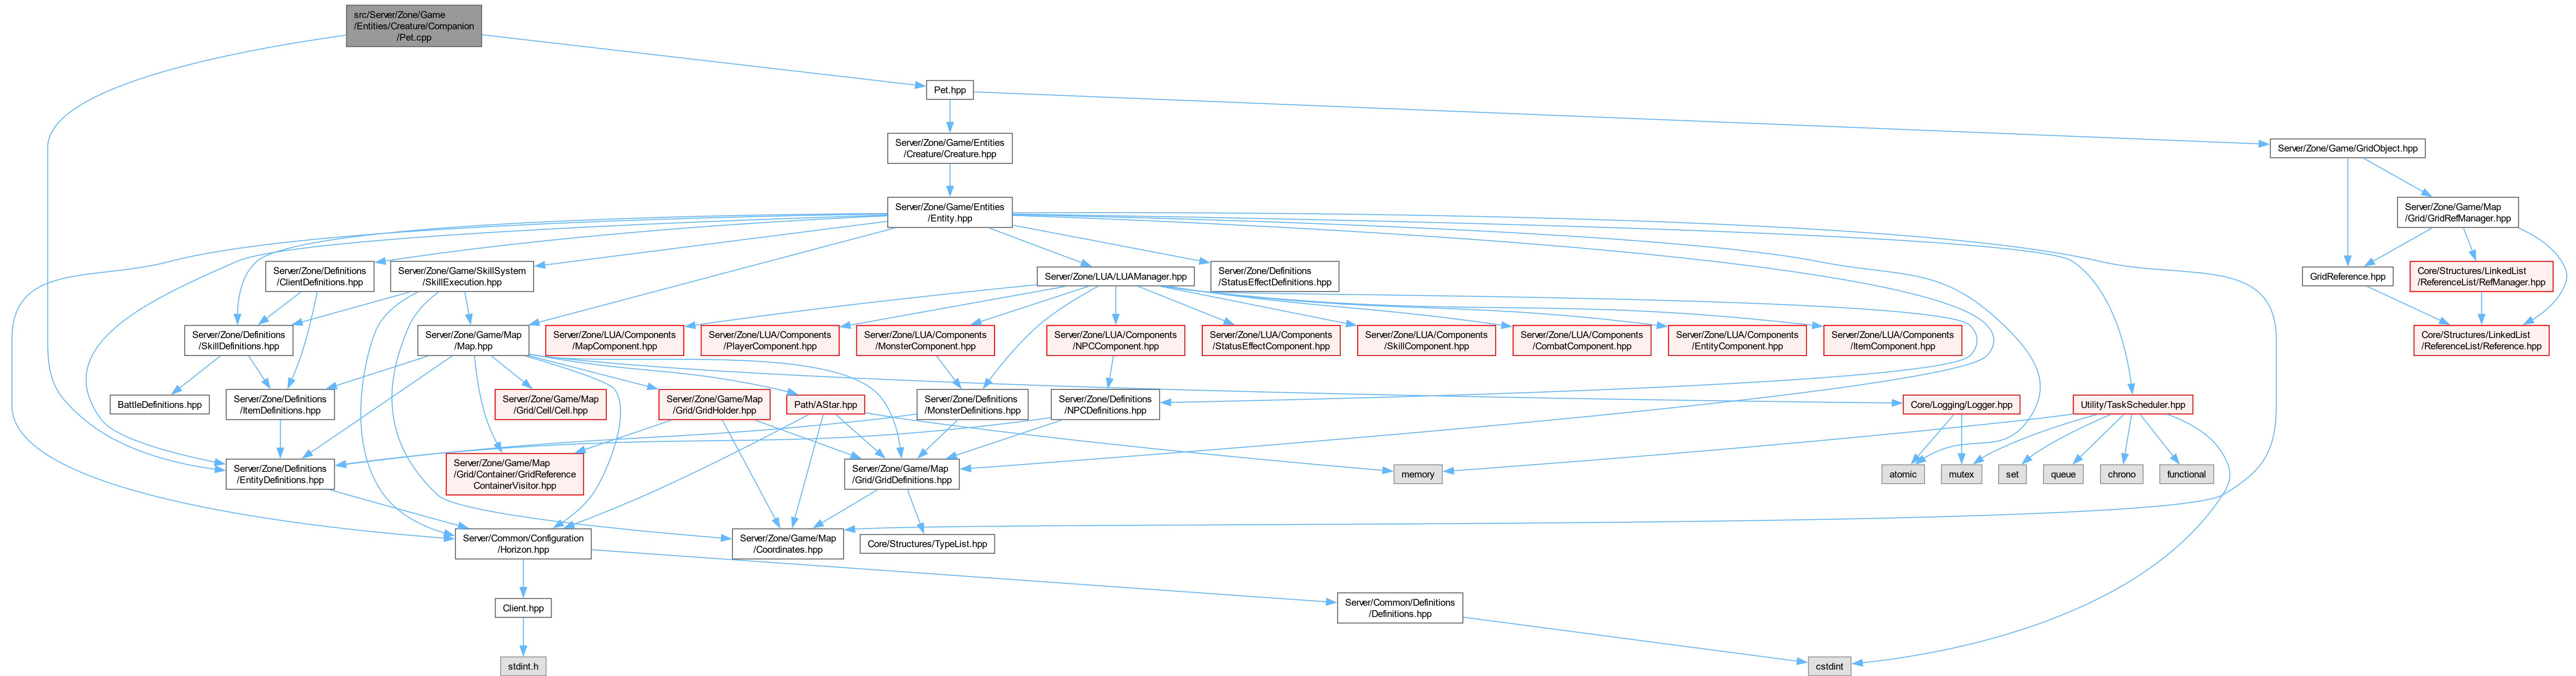 src/Server/Zone/Game
/Entities/Creature/Companion
/Pet.cpp
Pet.hpp
Server/Zone/Game/Entities
/Creature/Creature.hpp
Server/Zone/Game/GridObject.hpp
Server/Zone/Game/Entities
/Entity.hpp
Server/Zone/Game/Map
/Grid/GridRefManager.hpp
Server/Zone/Definitions
/ClientDefinitions.hpp
Server/Zone/Game/SkillSystem
/SkillExecution.hpp
Server/Zone/LUA/LUAManager.hpp
Server/Zone/Definitions
/StatusEffectDefinitions.hpp
GridReference.hpp
Core/Structures/LinkedList
/ReferenceList/RefManager.hpp
Server/Zone/Definitions
/SkillDefinitions.hpp
Server/Zone/Game/Map
/Map.hpp
Server/Zone/LUA/Components
/MapComponent.hpp
Server/Zone/LUA/Components
/PlayerComponent.hpp
Server/Zone/LUA/Components
/MonsterComponent.hpp
Server/Zone/LUA/Components
/NPCComponent.hpp
Server/Zone/LUA/Components
/StatusEffectComponent.hpp
Server/Zone/LUA/Components
/SkillComponent.hpp
Server/Zone/LUA/Components
/CombatComponent.hpp
Server/Zone/LUA/Components
/EntityComponent.hpp
Server/Zone/LUA/Components
/ItemComponent.hpp
Core/Structures/LinkedList
/ReferenceList/Reference.hpp
BattleDefinitions.hpp
Server/Zone/Definitions
/ItemDefinitions.hpp
Server/Zone/Game/Map
/Grid/Cell/Cell.hpp
Server/Zone/Game/Map
/Grid/GridHolder.hpp
Path/AStar.hpp
Server/Zone/Definitions
/MonsterDefinitions.hpp
Server/Zone/Definitions
/NPCDefinitions.hpp
Core/Logging/Logger.hpp
Utility/TaskScheduler.hpp
Server/Zone/Definitions
/EntityDefinitions.hpp
Server/Zone/Game/Map
/Grid/Container/GridReference
ContainerVisitor.hpp
Server/Zone/Game/Map
/Grid/GridDefinitions.hpp
memory
atomic
mutex
set
queue
chrono
functional
Server/Common/Configuration
/Horizon.hpp
Server/Zone/Game/Map
/Coordinates.hpp
Core/Structures/TypeList.hpp
Client.hpp
Server/Common/Definitions
/Definitions.hpp
stdint.h
cstdint